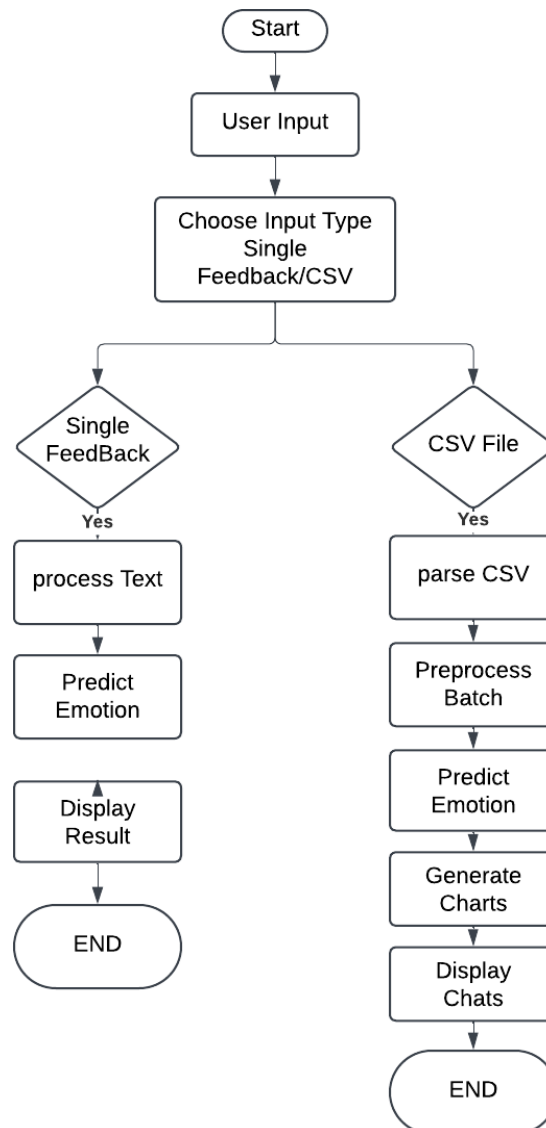 Start
User Input
Choose Input Type
Single
Feedback/CSV
Single
FeedBack
Yes
process Text
Predict
Emotion
Display
Result
END
CSV File
Yes
parse CSV
Preprocess
Batch
Predict
Emotion
Generate
Charts
Display
Chats
END